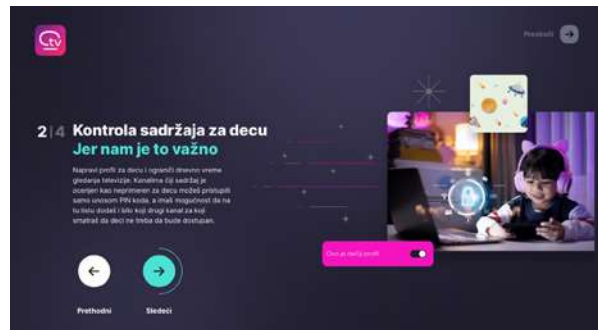 tv
Preskoči
2|4 Kontrola sadržaja za decu
Jer nam je to važno
Napravi profil za decu i ograniči dnevno vreme
gledanja televizije. Kanalima čiji sadržaj je
ocenjen kao neprimeren za decu možeš pristupiti
samo unosom PIN koda, a imaš mogućnost da na
tu listu dodaš i bilo koji drugi kanal za koji
smatraš da deci ne treba da bude dostupan.
Ovo je dečiji profil
Prethodni
Sledeći